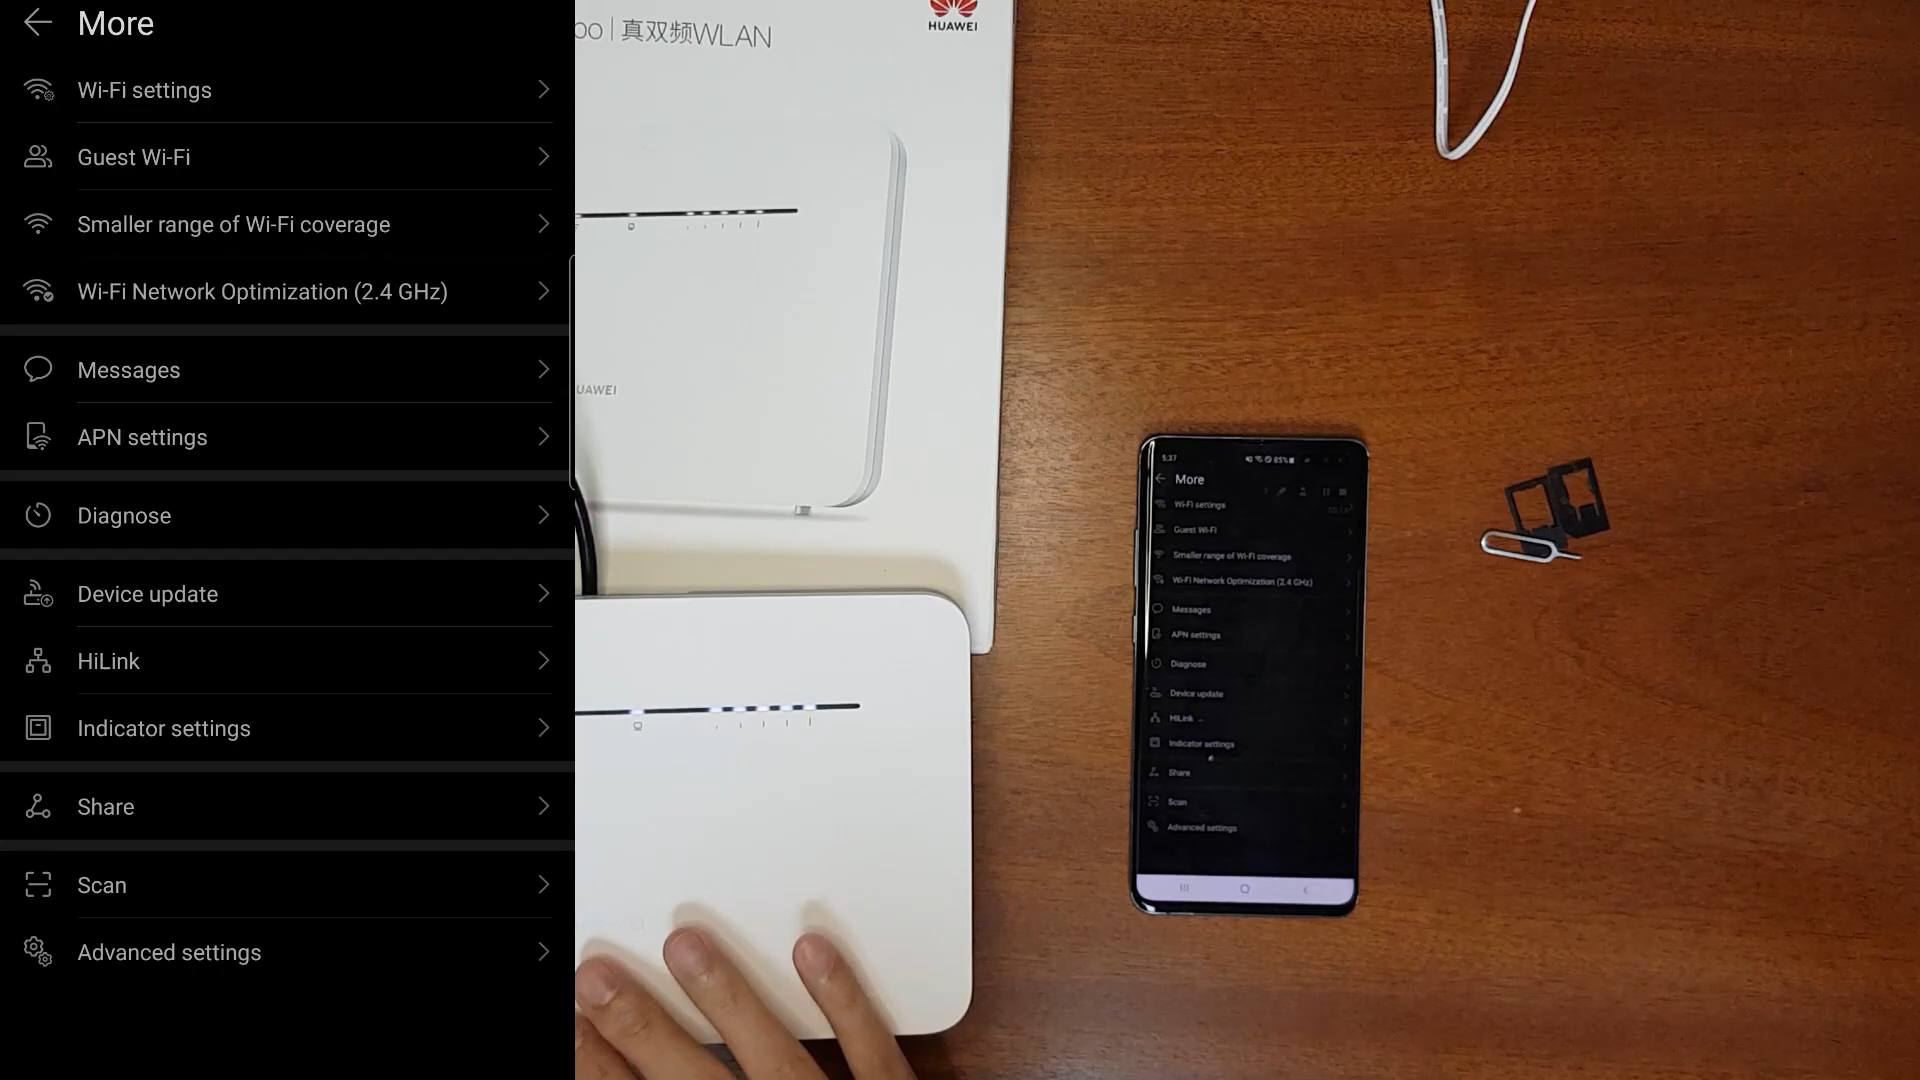 More
Wi-Fi settings
Guest Wi-Fi
Smaller range of Wi-Fi coverage
Wi-Fi Network Optimization (2.4 GHz)
Messages
APN settings
Diagnose
Device update
HiLink
Indicator settings
Share
Scan
Advanced settings
真双频WLAN
HUAWEI
UAWEI
5:37
85%
More
Wi-Fi settings
Guest Wi-Fi
Smaller range of Wi-Fi coverage
Wi-Fi Network Optimization (2.4 GHz)
Messages
APN settings
Diagnose
Device update
HiLink
Indicator settings
Share
Scan
Advanced settings